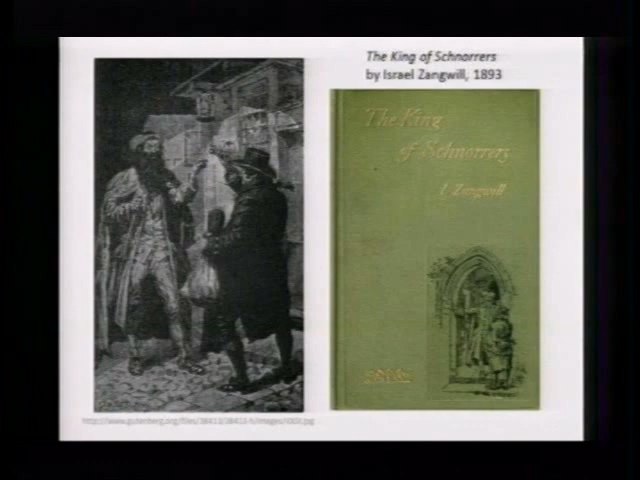 The King of Schnorrers
by Israel Zangwill, 1893
The King
of Schnorrers
I Zangwill